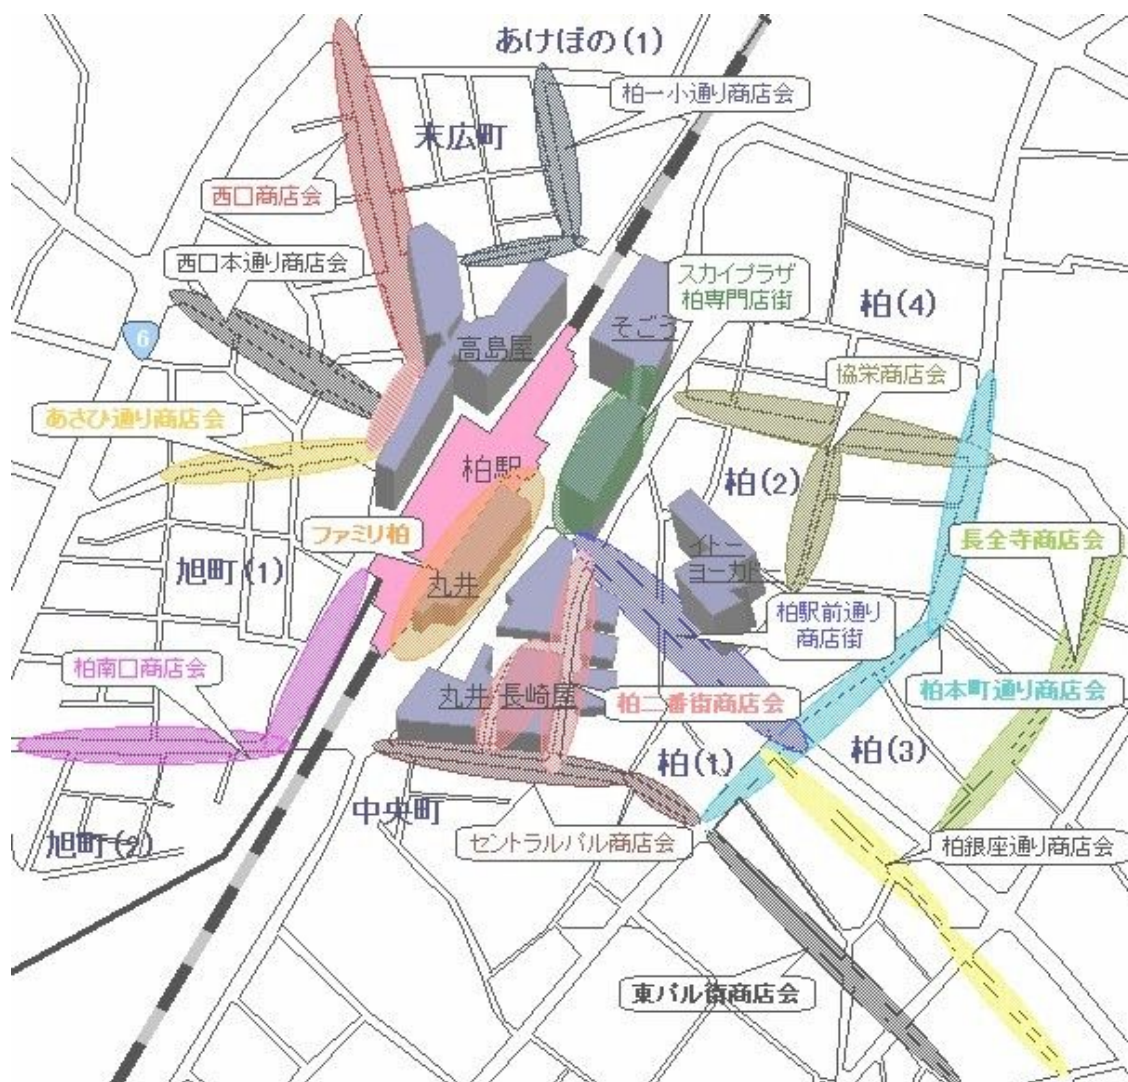 あけぼの(1)
柏一小通り商店会
末広町
西口商店会
西口本通り商店会
スカイプラザ
柏専門店街
柏(4)
6
そごう
高島屋
協栄商店会
あさひ通り商店会
柏駅
柏(2)
ファミリ柏
イトー
ヨーカドー
長全寺商店会
旭町(1)
丸井
柏駅前通り
商店街
柏南口商店会
丸井
長崎屋
柏二番街商店会
柏本町通り商店会
柏(1)
柏(3)
中央町
旭町(2)
セントラルパル商店会
柏銀座通り商店会
東パル街商店会